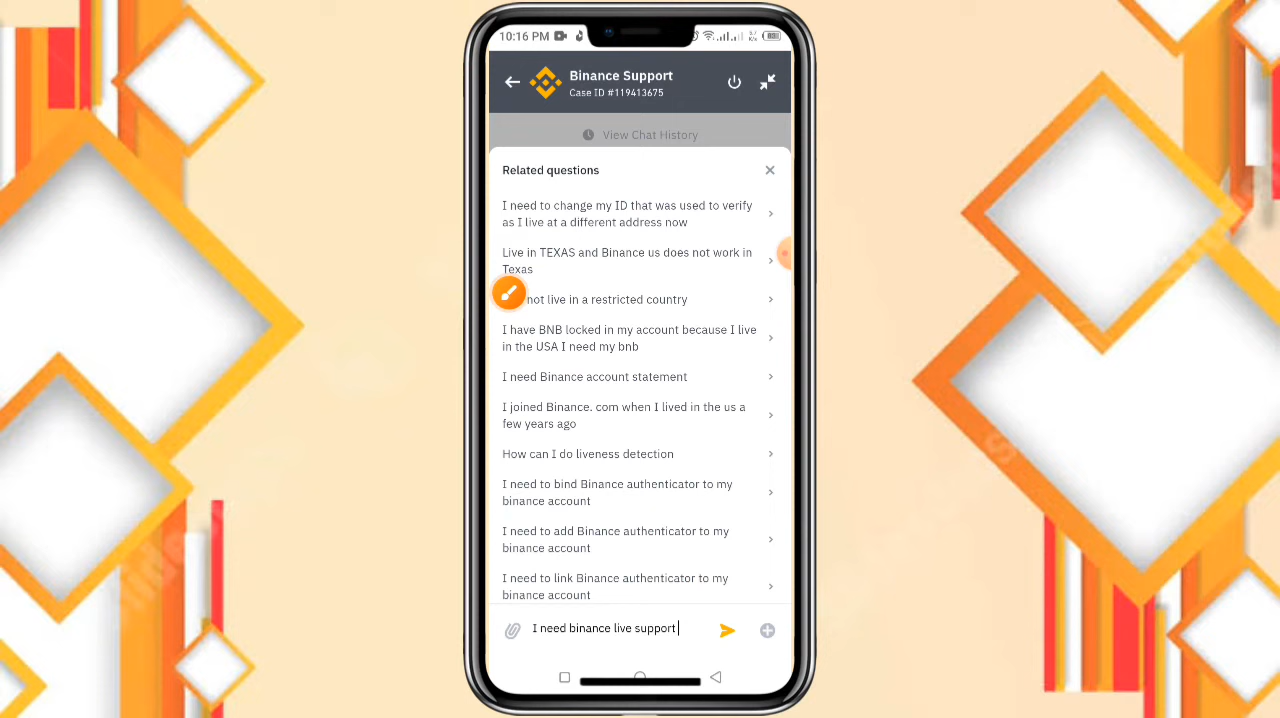 10:16 PM
Binance Support
Case ID #119413675
View Chat History
Related questions
I need to change my ID that was used to verify
as I live at a different address now
Live in TEXAS and Binance us does not work in
Texas
not live in a restricted country
I have BNB locked in my account because I live
in the USA I need my bnb
I need Binance account statement
I joined Binance. com when I lived in the us a
few years ago
How can I do liveness detection
I need to bind Binance authenticator to my
binance account
I need to add Binance authenticator to my
binance account
I need to link Binance authenticator to my
binance account
I need binance live support